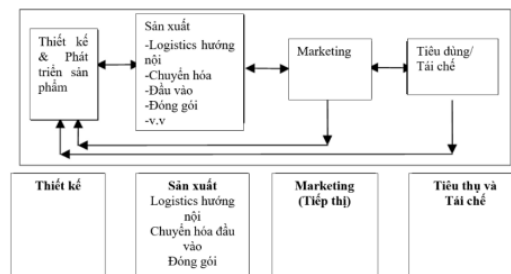 Thiết kế
& Phát
triển sản
phẩm
Sản xuất
-Logistics hướng
nội
-Chuyển hóa
-Đầu vào
-Đóng gói
-v.v
Marketing
Tiêu dùng/
Tái chế
Thiết kế
Sản xuất
Logistics hướng
nội
Chuyển hóa đầu
vào
Đóng gói
Marketing
(Tiếp thị)
Tiêu thụ và
Tái chế